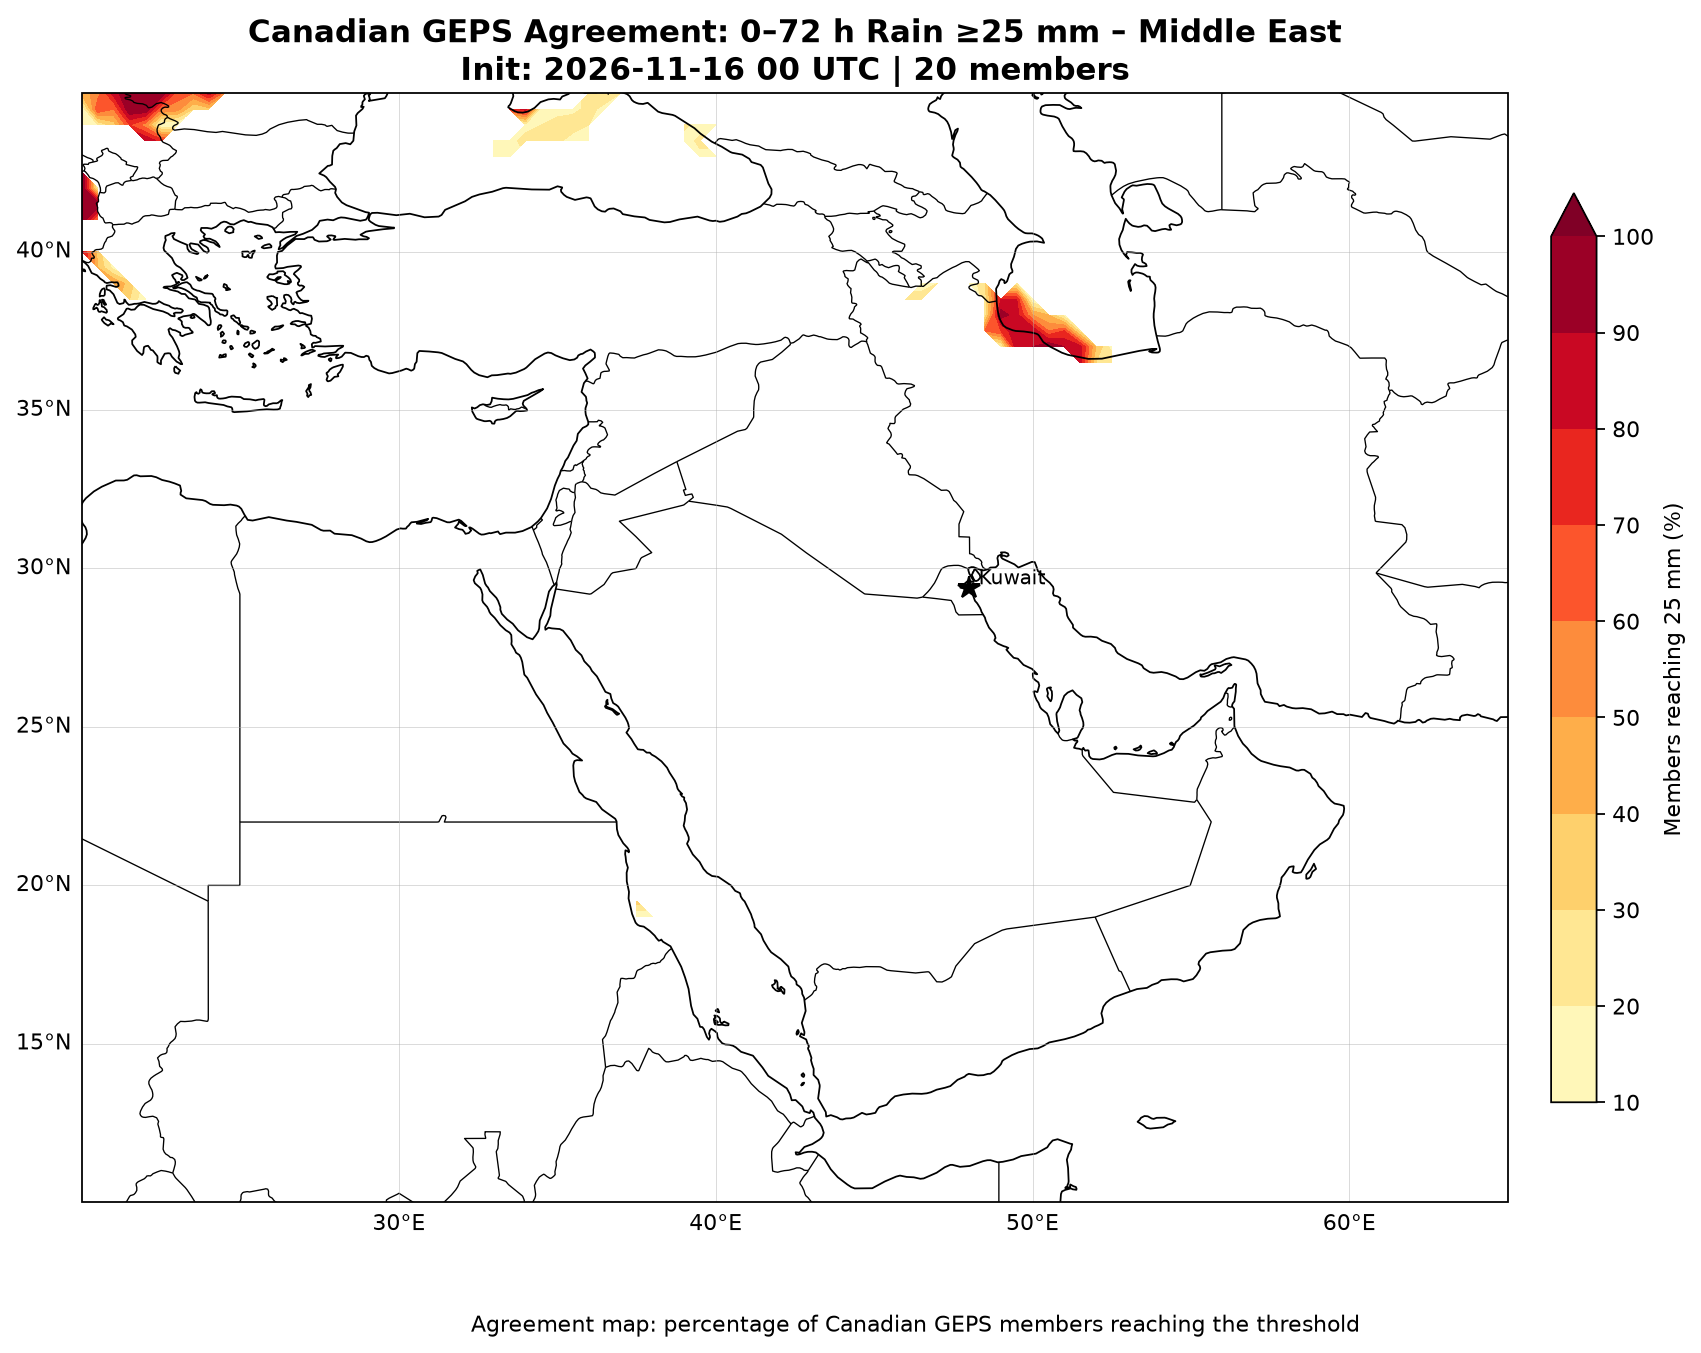 Canadian GEPS Agreement: 0–72 h Rain ≥25 mm – Middle East
Init: 2026-11-16 00 UTC | 20 members
40°N
35°N
30°N
25°N
20°N
15°N
30°E
40°E
50°E
60°E
Kuwait
100
90
80
70
60
50
40
30
20
10
Members reaching 25 mm (%)
Agreement map: percentage of Canadian GEPS members reaching the threshold